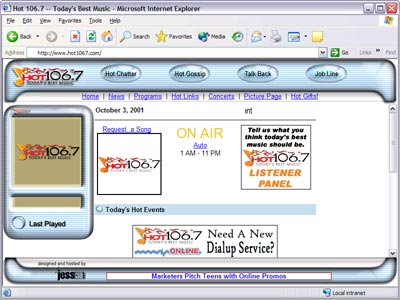 Hot 106.7 -- Today's Best Music - Microsoft Internet Explorer
File Edit View Favorites Tools Help
Back Search Favorites
Address http://www.hot1067.com/ Go Links
HOT 106.7
TODAY'S BEST MUSIC
Hot Chatter Hot Gossip Talk Back Job Line
Home | News | Programs | Hot Links | Concerts | Picture Page | Hot Gifts!
October 3, 2001
int
HOT 106.7
TODAY'S BEST MUSIC
Last Played
Request a Song
HOT 106.7
TODAY'S BEST MUSIC
ON AIR
Auto
1 AM - 11 PM
Tell us what you
think today's best
music should be.
HOT 106.7
TODAY'S BEST MUSIC
LISTENER
PANEL
Today's Hot Events
HOT 106.7
TODAY'S BEST MUSIC
ONLINE
Need A New
Dialup Service?
designed and hosted by
jess
Marketers Pitch Teens with Online Promos
Local intranet